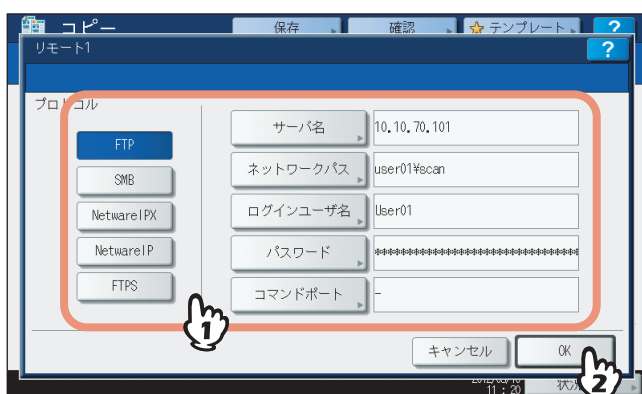 コピー
保存
確認
テンプレート
?
リモート1
?
プロトコル
FTP
SMB
NetwareIPX
NetwareIP
FTPS
サーバ名
10.10.70.101
ネットワークパス
user01¥scan
ログインユーザ名
User01
パスワード
コマンドポート
-
キャンセル
OK
1
2
11:20